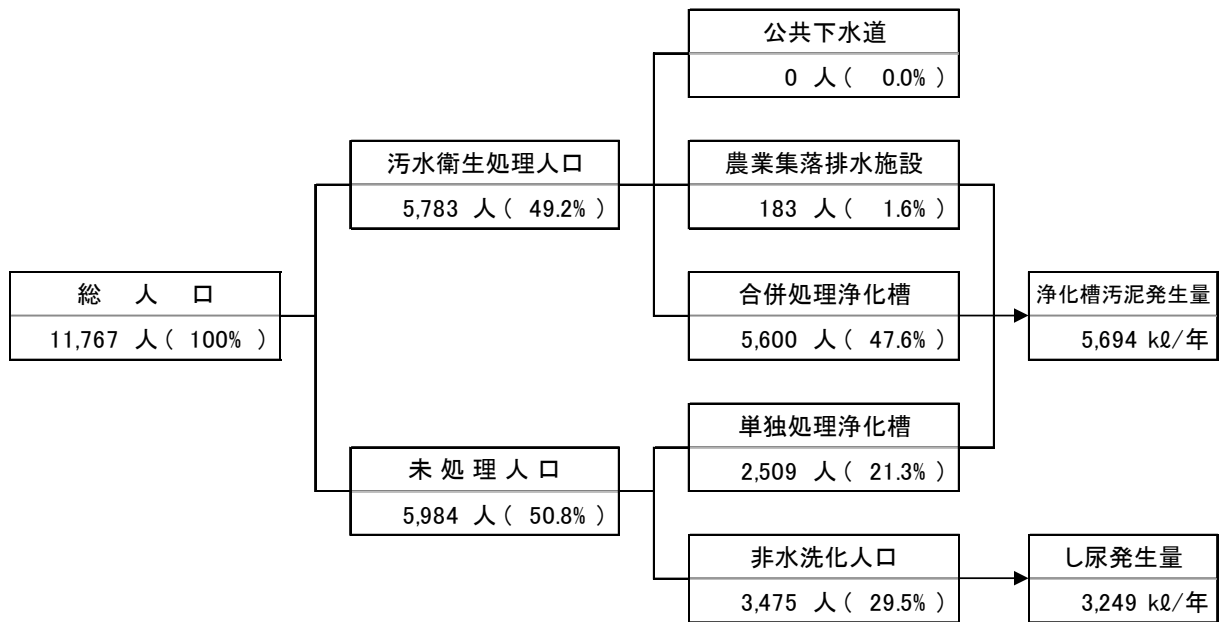 公共下水道
0 人 ( 0.0% )
汚水衛生処理人口
5,783 人 ( 49.2% )
農業集落排水施設
183 人 ( 1.6% )
総 人 口
11,767 人 ( 100% )
合併処理浄化槽
5,600 人 ( 47.6% )
浄化槽汚泥発生量
5,694 kℓ/年
未 処 理 人 口
5,984 人 ( 50.8% )
単独処理浄化槽
2,509 人 ( 21.3% )
非水洗化人口
3,475 人 ( 29.5% )
し尿発生量
3,249 kℓ/年